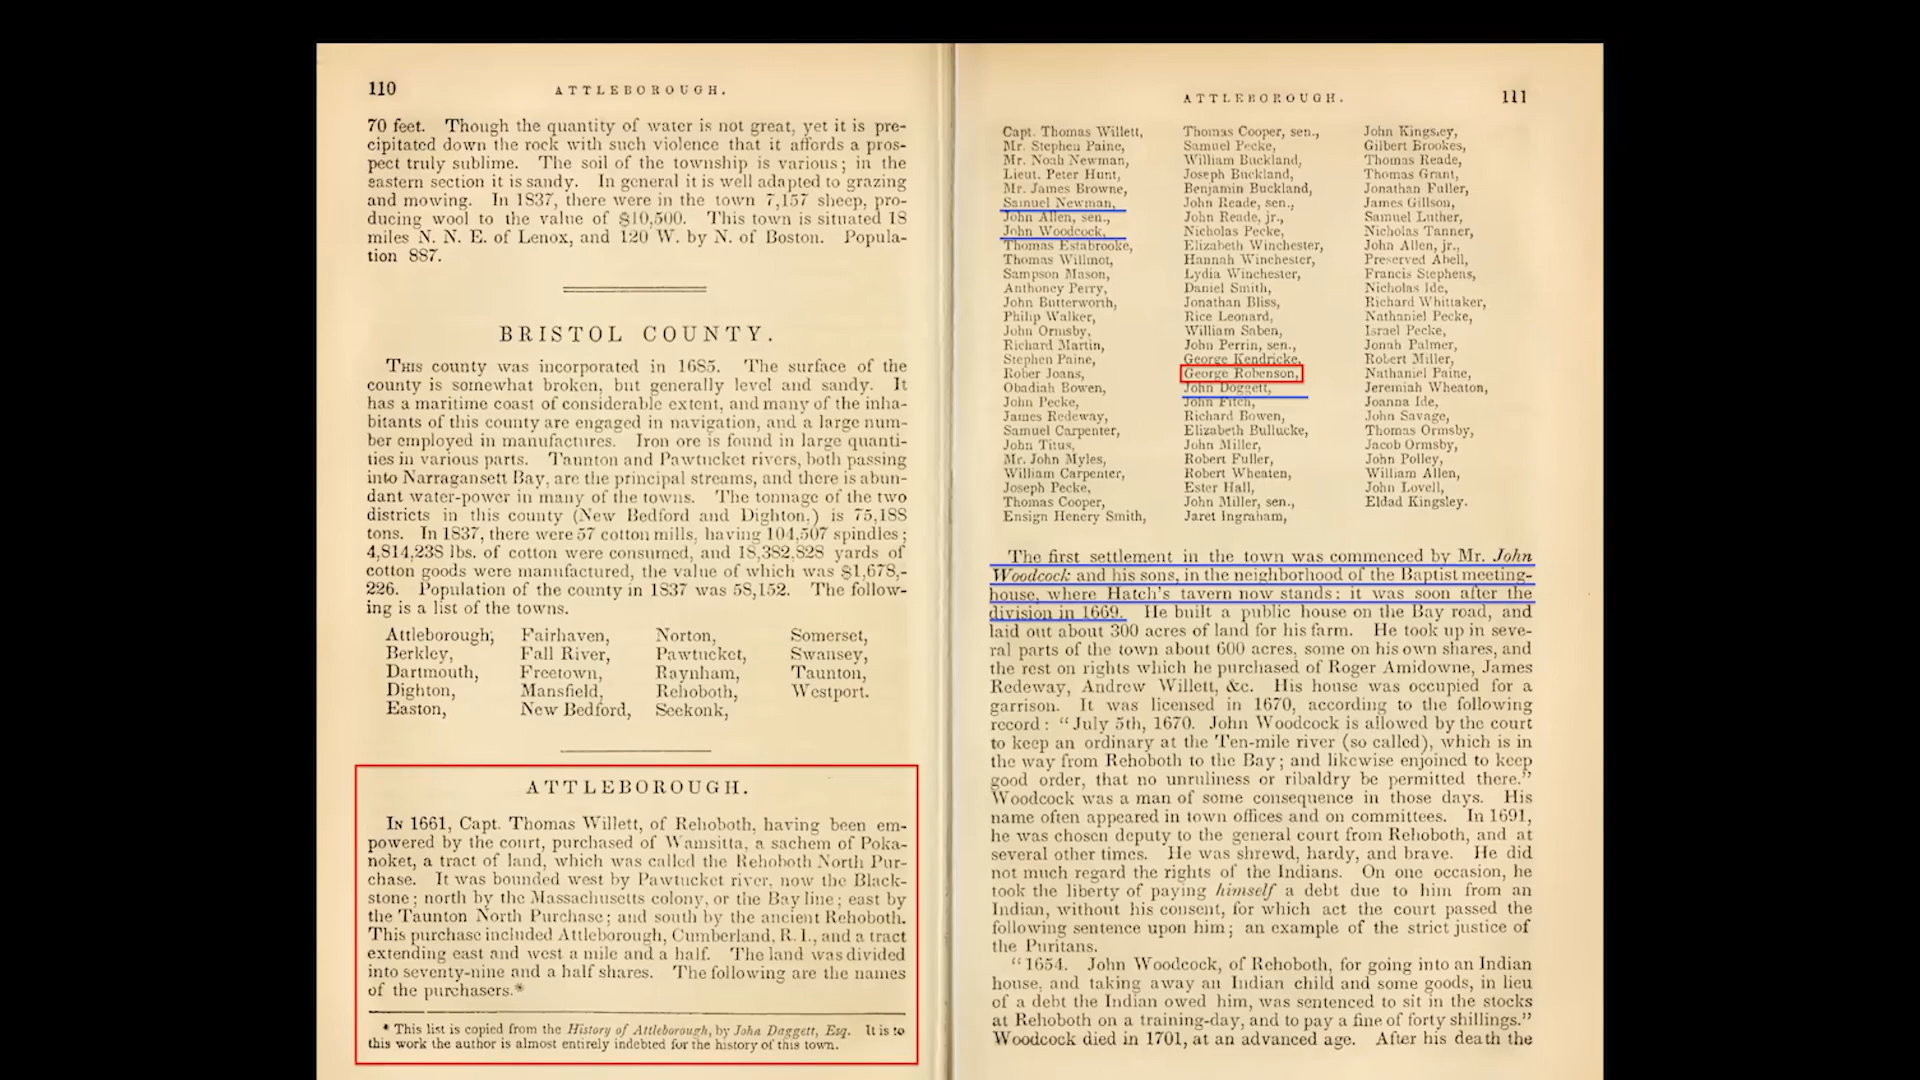 110
ATTLEBOROUGH.
70 feet. Though the quantity of water is not great, yet it is pre-
cipitated down the rock with such violence that it affords a pros-
pect truly sublime. The soil of the township is various; in the
eastern section it is sandy. In general it is well adapted to grazing
and mowing. In 1837, there were in the town 7,157 sheep, pro-
ducing wool to the value of $10,500. This town is situated 18
miles N. N. E. of Lenox, and 120 W. by N. of Boston. Popula-
tion 887.
BRISTOL COUNTY.
THIS county was incorporated in 1685. The surface of the
county is somewhat broken, but generally level and sandy. It
has a maritime coast of considerable extent, and many of the inha-
bitants of this county are engaged in navigation, and a large num-
ber employed in manufactures. Iron ore is found in large quanti-
ties in various parts. Taunton and Pawtucket rivers, both passing
into Narragansett Bay, are the principal streams, and there is abun-
dant water-power in many of the towns. The tonnage of the two
districts in this county (New Bedford and Dighton,) is 75,188
tons. In 1837, there were 57 cotton mills, having 104,507 spindles;
4,814,238 lbs. of cotton were consumed, and 18,382,828 yards of
cotton goods were manufactured, the value of which was $1,678,-
226. Population of the county in 1837 was 58,152. The follow-
ing is a list of the towns.
Attleborough, Fairhaven, Norton, Somerset,
Berkley, Fall River, Pawtucket, Swansey,
Dartmouth, Freetown, Raynham, Taunton,
Dighton, Mansfield, Rehoboth, Westport.
Easton, New Bedford, Seekonk,
ATTLEBOROUGH.
IN 1661, Capt. Thomas Willett, of Rehoboth, having been em-
powered by the court, purchased of Wamsitta, a sachem of Poka-
noket, a tract of land, which was called the Rehoboth North Pur-
chase. It was bounded west by Pawtucket river, now the Black-
stone; north by the Massachusetts colony, or the Bay line; east by
the Taunton North Purchase; and south by the ancient Rehoboth.
This purchase included Attleborough, Cumberland, R. I., and a tract
extending east and west a mile and a half. The land was divided
into seventy-nine and a half shares. The following are the names
of the purchasers.*
* This list is copied from the History of Attleborough, by John Daggett, Esq. It is to
this work the author is almost entirely indebted for the history of this town.
ATTLEBOROUGH.
111
Capt. Thomas Willett, Thomas Cooper, sen., John Kingsley,
Mr. Stephen Paine, Samuel Pecke, Gilbert Brookes,
Mr. Noah Newman, William Buckland, Thomas Reade,
Lieut. Peter Hunt, Joseph Buckland, Thomas Grant,
Mr. James Browne, Benjamin Buckland, Jonathan Fuller,
Samuel Newman, John Reade, sen., James Gillson,
John Allen, sen., John Reade, jr., Samuel Luther,
John Woodcock, Nicholas Pecke, Nicholas Tanner,
Thomas Estabrooke, Elizabeth Winchester, John Allen, jr.,
Thomas Willmot, Hannah Winchester, Preserved Abell,
Sampson Mason, Lydia Winchester, Francis Stephens,
Anthoney Perry, Daniel Smith, Nicholas Ide,
John Butterworth, Jonathan Bliss, Richard Whittaker,
Philip Walker, Rice Leonard, Nathaniel Pecke,
John Ormsby, William Saben, Israel Pecke,
Richard Martin, John Perrin, sen., Jonah Palmer,
Stephen Paine, George Kendricke, Robert Miller,
Rober Joans, George Robenson, Nathaniel Paine,
Obadiah Bowen, John Doggett, Jeremiah Wheaton,
John Pecke, John Fitch, Joanna Ide,
James Redeway, Richard Bowen, John Savage,
Samuel Carpenter, Elizabeth Bullucke, Thomas Ormsby,
John Titus, John Miller, Jacob Ormsby,
Mr. John Myles, Robert Fuller, John Polley,
William Carpenter, Robert Wheaten, William Allen,
Joseph Pecke, Ester Hall, John Lovell,
Thomas Cooper, John Miller, sen., Eldad Kingsley.
Ensign Henery Smith, Jaret Ingraham,
The first settlement in the town was commenced by Mr. John
Woodcock and his sons, in the neighborhood of the Baptist meeting-
house, where Hatch's tavern now stands: it was soon after the
division in 1669. He built a public house on the Bay road, and
laid out about 300 acres of land for his farm. He took up in seve-
ral parts of the town about 600 acres, some on his own shares, and
the rest on rights which he purchased of Roger Amidowne, James
Redeway, Andrew Willett, &c. His house was occupied for a
garrison. It was licensed in 1670, according to the following
record: "July 5th, 1670. John Woodcock is allowed by the court
to keep an ordinary at the Ten-mile river (so called), which is in
the way from Rehoboth to the Bay; and likewise enjoined to keep
good order, that no unruliness or ribaldry be permitted there."
Woodcock was a man of some consequence in those days. His
name often appeared in town offices and on committees. In 1691,
he was chosen deputy to the general court from Rehoboth, and at
several other times. He was shrewd, hardy, and brave. He did
not much regard the rights of the Indians. On one occasion, he
took the liberty of paying himself a debt due to him from an
Indian, without his consent, for which act the court passed the
following sentence upon him; an example of the strict justice of
the Puritans.
"1654. John Woodcock, of Rehoboth, for going into an Indian
house, and taking away an Indian child and some goods, in lieu
of a debt the Indian owed him, was sentenced to sit in the stocks
at Rehoboth on a training-day, and to pay a fine of forty shillings."
Woodcock died in 1701, at an advanced age. After his death the